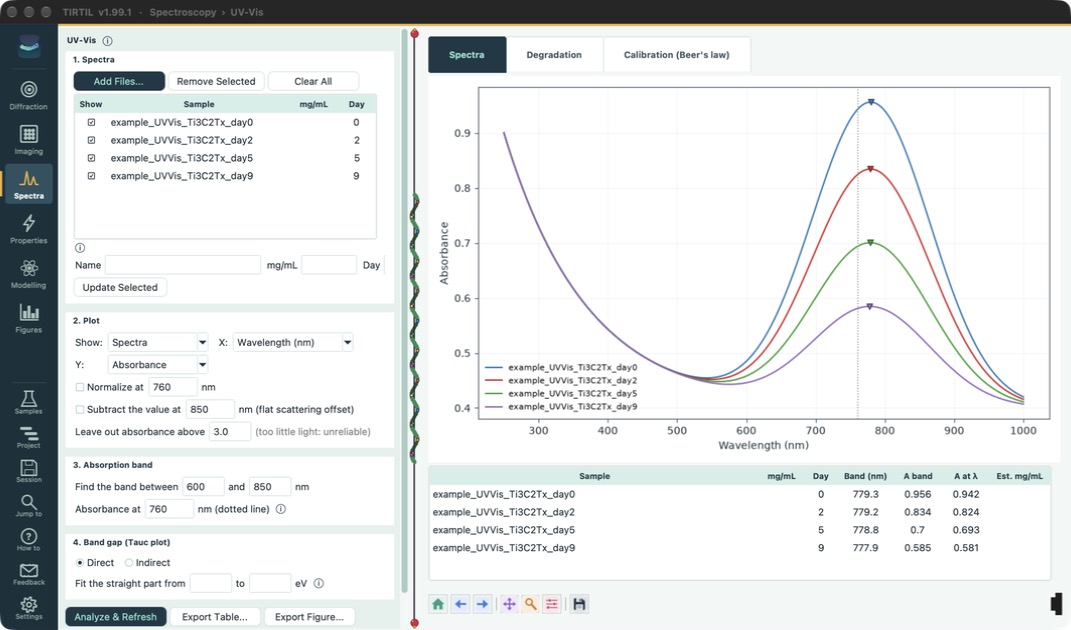 TIRTIL v1.99.1 · Spectroscopy › UV-Vis
Diffraction
Imaging
Spectra
Properties
Modelling
Figures
Samples
Project
Session
Jump to
How to
Feedback
Settings
UV-Vis
1. Spectra
Add Files... Remove Selected Clear All
Show Sample mg/mL Day
example_UVVis_Ti3C2Tx_day0 0
example_UVVis_Ti3C2Tx_day2 2
example_UVVis_Ti3C2Tx_day5 5
example_UVVis_Ti3C2Tx_day9 9
Name mg/mL Day
Update Selected
2. Plot
Show: Spectra X: Wavelength (nm)
Y: Absorbance
Normalize at 760 nm
Subtract the value at 850 nm (flat scattering offset)
Leave out absorbance above 3.0 (too little light: unreliable)
3. Absorption band
Find the band between 600 and 850 nm
Absorbance at 760 nm (dotted line)
4. Band gap (Tauc plot)
Direct Indirect
Fit the straight part from to eV
Analyze & Refresh Export Table... Export Figure...
Spectra Degradation Calibration (Beer's law)
Absorbance
0.9
0.8
0.7
0.6
0.5
0.4
example_UVVis_Ti3C2Tx_day0
example_UVVis_Ti3C2Tx_day2
example_UVVis_Ti3C2Tx_day5
example_UVVis_Ti3C2Tx_day9
300 400 500 600 700 800 900 1000
Wavelength (nm)
Sample mg/mL Day Band (nm) A band A at λ Est. mg/mL
example_UVVis_Ti3C2Tx_day0 0 779.3 0.956 0.942
example_UVVis_Ti3C2Tx_day2 2 779.2 0.834 0.824
example_UVVis_Ti3C2Tx_day5 5 778.8 0.7 0.693
example_UVVis_Ti3C2Tx_day9 9 777.9 0.585 0.581